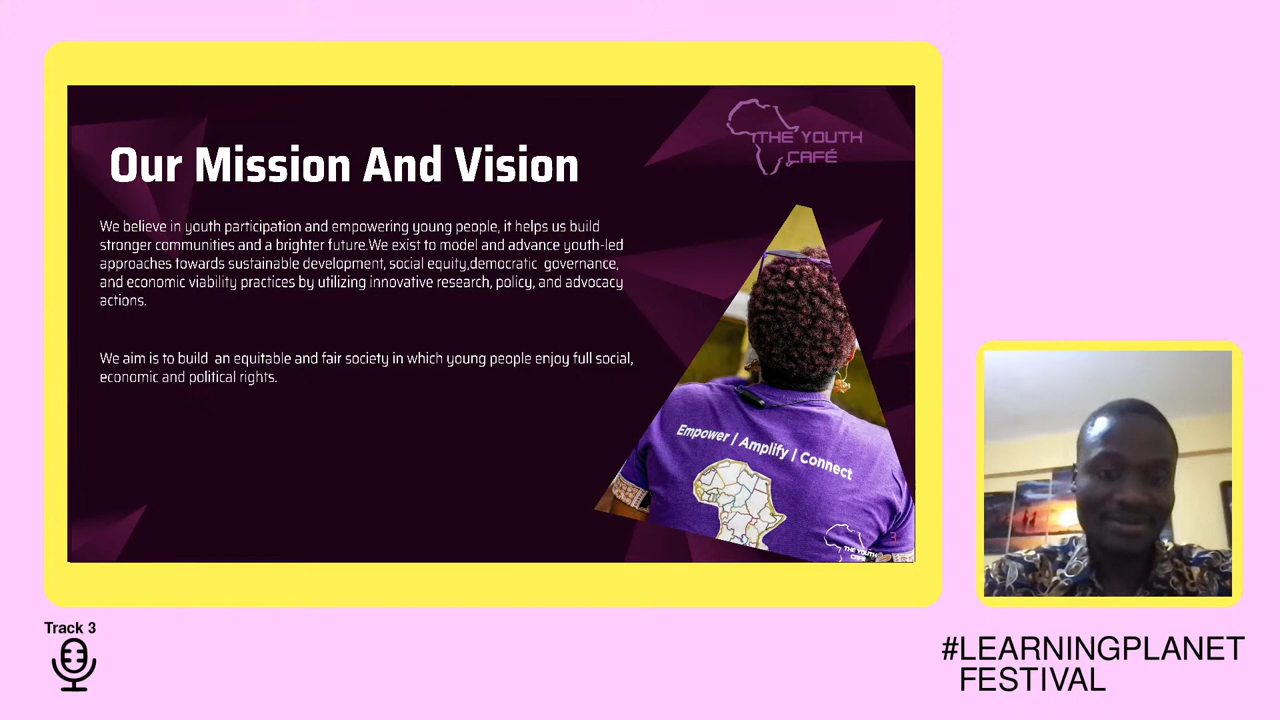 THE YOUTH
CAFÉ
Our Mission And Vision
We believe in youth participation and empowering young people, it helps us build
stronger communities and a brighter future.We exist to model and advance youth-led
approaches towards sustainable development, social equity,democratic governance,
and economic viability practices by utilizing innovative research, policy, and advocacy
actions.
We aim is to build an equitable and fair society in which young people enjoy full social,
economic and political rights.
Empower | Amplify | Connect
THE YOUTH
CAFÉ
3
Track 3
#LEARNINGPLANET
FESTIVAL